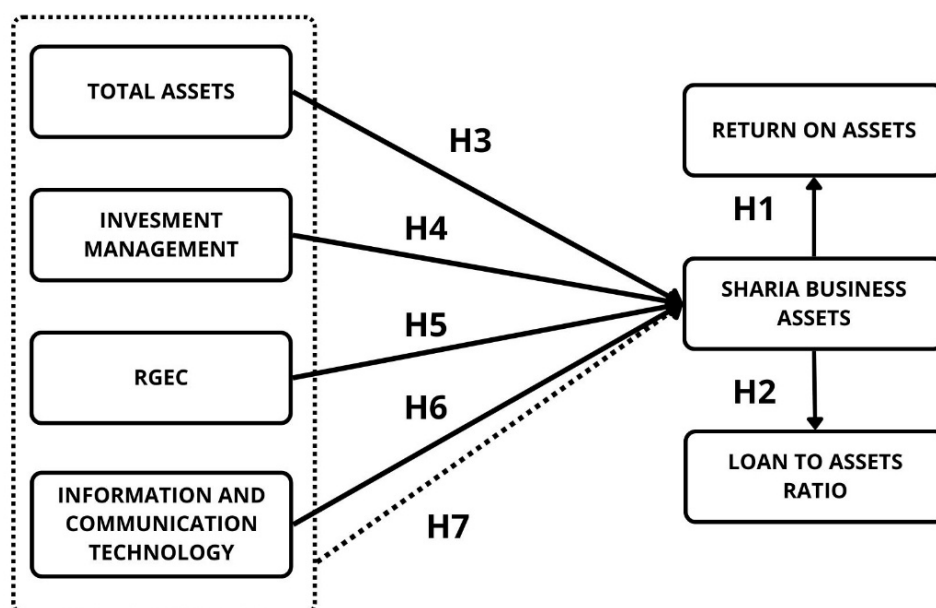 TOTAL ASSETS
H3
RETURN ON ASSETS
H1
INVESMENT
MANAGEMENT
H4
SHARIA BUSINESS
ASSETS
H5
RGEC
H6
H2
LOAN TO ASSETS
RATIO
INFORMATION AND
COMMUNICATION
TECHNOLOGY
H7